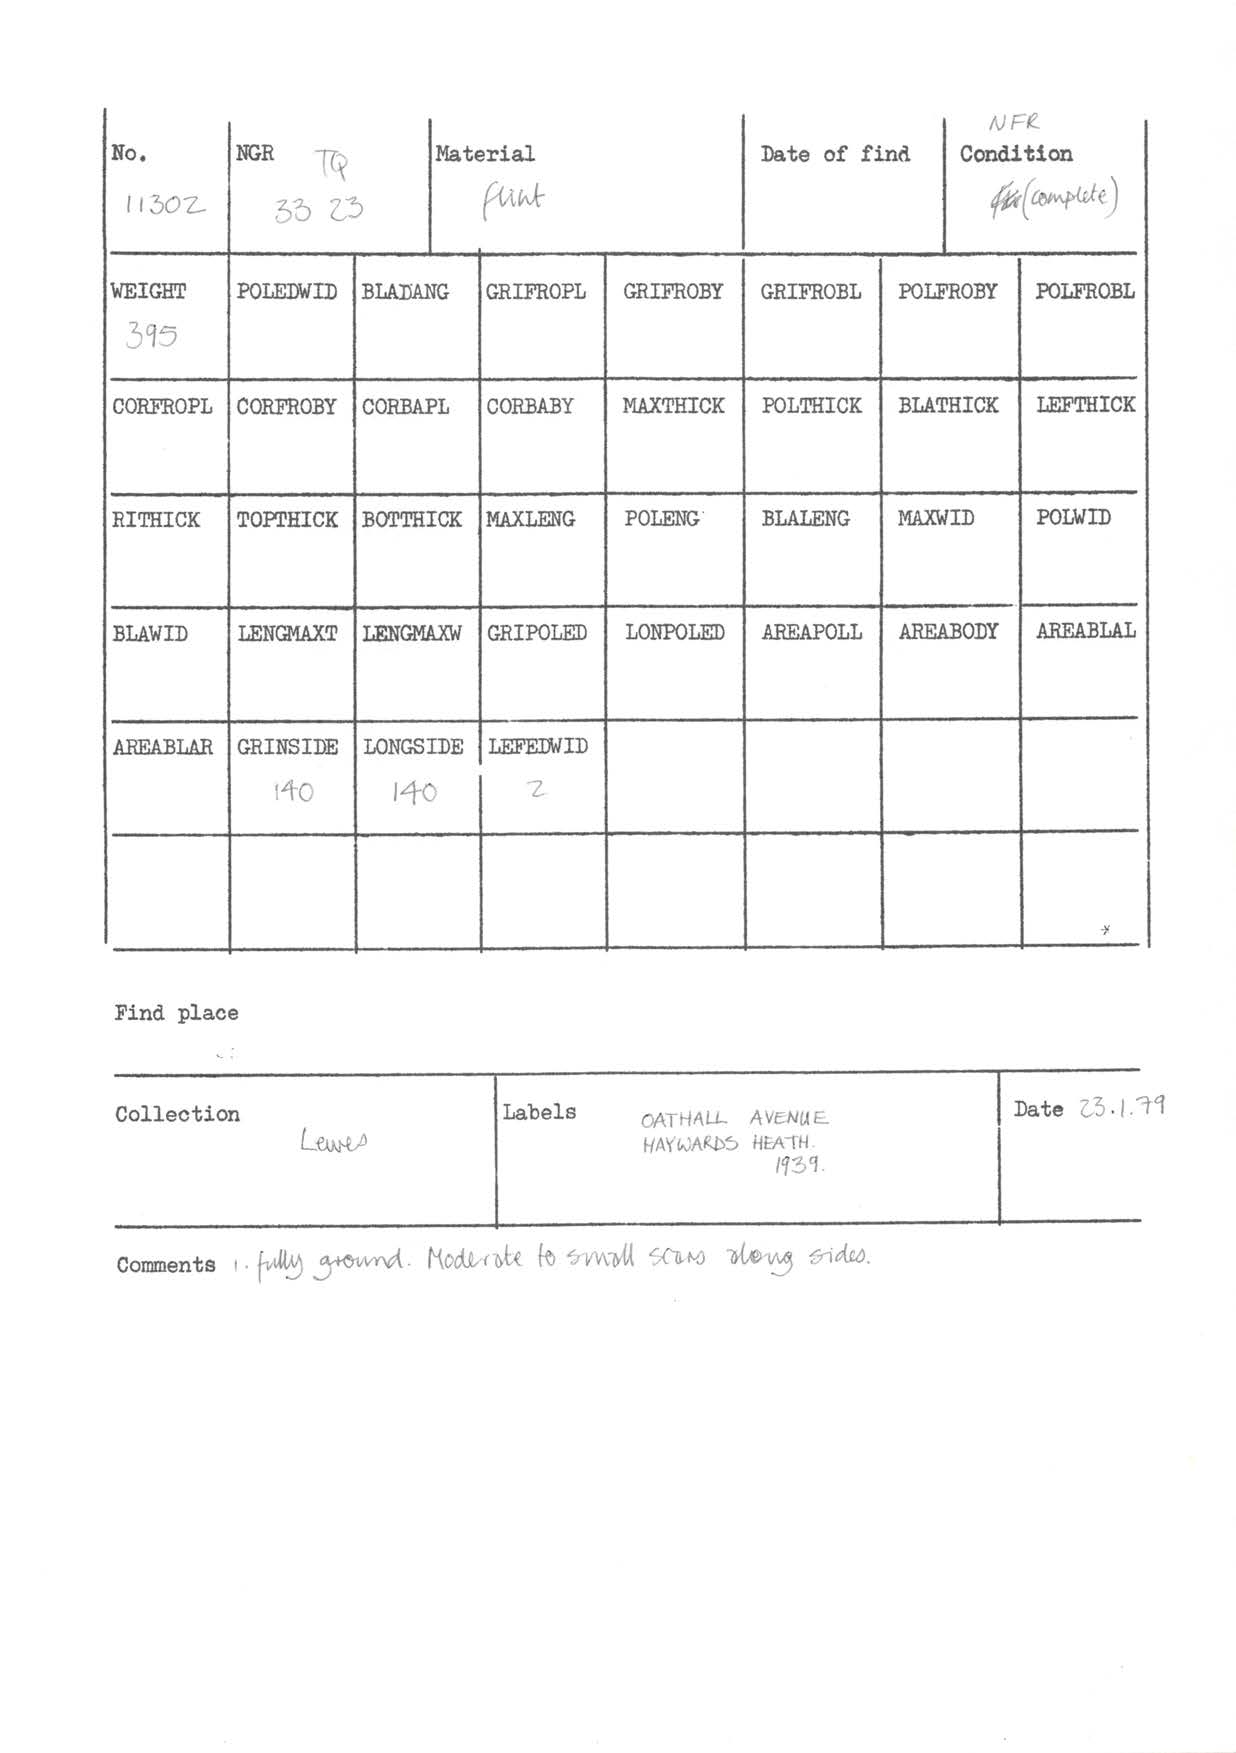 NFR
No. NGR TQ Material Date of find Condition
11302 33 23 flint (complete)
WEIGHT POLEDWID BLADANG GRIFROPL GRIFROBY GRIFROBL POLFROBY POLFROBL
395
CORFROPL CORFROBY CORBAPL CORBABY MAXTHICK POLTHICK BLATHICK LEFTHICK
RITHICK TOPTHICK BOTTHICK MAXLENG POLENG BLALENG MAXWID POLWID
BLAWID LENGMAXT LENGMAXW GRIPOLED LONPOLED AREAPOLL AREABODY AREABLAL
AREABLAR GRINSIDE LONGSIDE LEFEDWID
140 140 2
Find place
Collection Labels OATHALL AVENUE Date 23.1.79
Lewes HAYWARDS HEATH.
1939.
Comments 1. fully ground. Moderate to small scars along sides.